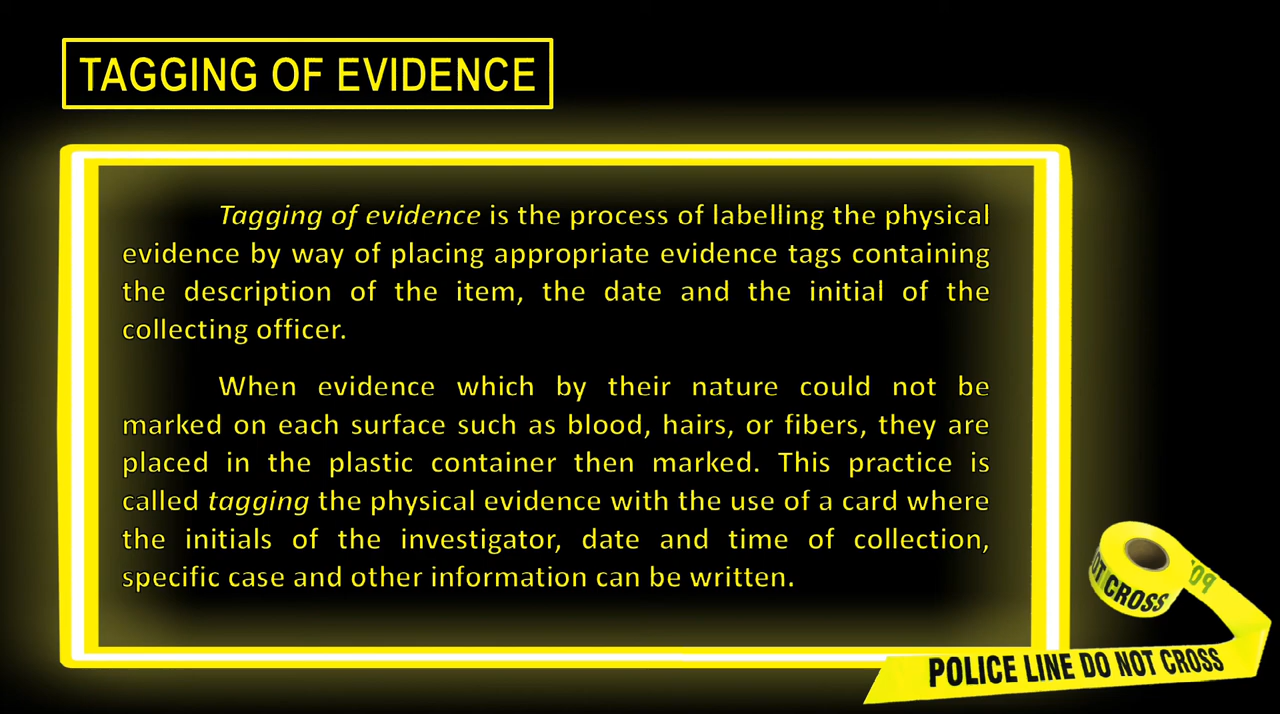 TAGGING OF EVIDENCE
Tagging of evidence is the process of labelling the physical
evidence by way of placing appropriate evidence tags containing
the description of the item, the date and the initial of the
collecting officer.
When evidence which by their nature could not be
marked on each surface such as blood, hairs, or fibers, they are
placed in the plastic container then marked. This practice is
called tagging the physical evidence with the use of a card where
the initials of the investigator, date and time of collection,
specific case and other information can be written.
OT CROSS
PO
POLICE LINE DO NOT CROSS